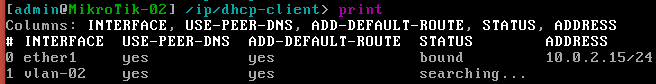 [admin@MikroTik-02] /ip/dhcp-client> print
Columns: INTERFACE, USE-PEER-DNS, ADD-DEFAULT-ROUTE, STATUS, ADDRESS
# INTERFACE USE-PEER-DNS ADD-DEFAULT-ROUTE STATUS ADDRESS
0 ether1 yes yes bound 10.0.2.15/24
1 vlan-02 yes yes searching...